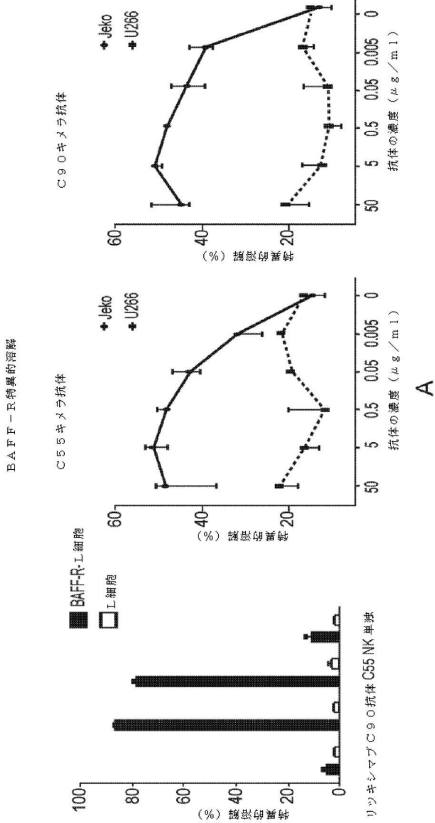 BAFF-R特異的溶解
BAFF-R-L細胞
L細胞
特異的溶解(%)
100
80
60
40
20
0
リツキシマブ C90抗体 C55 NK 単独
C55キメラ抗体
Jeko
U266
特異的溶解(%)
60
40
20
50 5 0.5 0.05 0.005 0
抗体の濃度(μg/ml)
C90キメラ抗体
Jeko
U266
特異的溶解(%)
60
40
20
50 5 0.5 0.05 0.005 0
抗体の濃度(μg/ml)
A